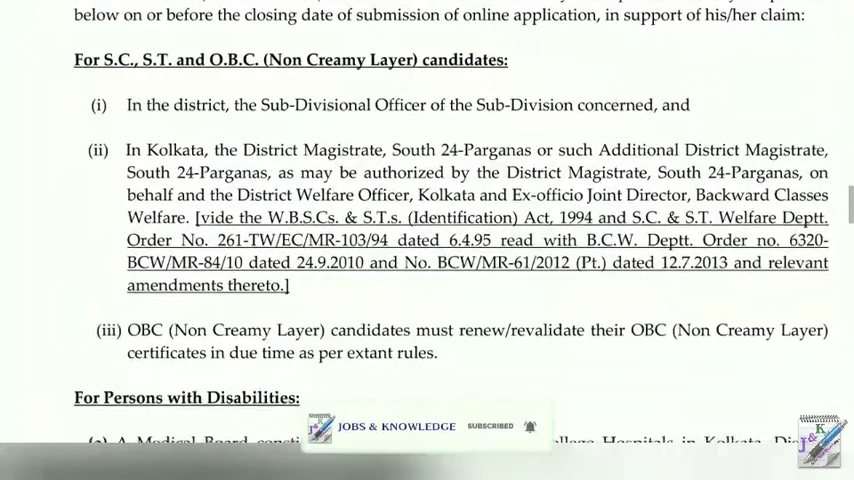 below on or before the closing date of submission of online application, in support of his/her claim:
For S.C., S.T. and O.B.C. (Non Creamy Layer) candidates:
(i) In the district, the Sub-Divisional Officer of the Sub-Division concerned, and
(ii) In Kolkata, the District Magistrate, South 24-Parganas or such Additional District Magistrate,
South 24-Parganas, as may be authorized by the District Magistrate, South 24-Parganas, on
behalf and the District Welfare Officer, Kolkata and Ex-officio Joint Director, Backward Classes
Welfare. [vide the W.B.S.Cs. & S.T.s. (Identification) Act, 1994 and S.C. & S.T. Welfare Deptt.
Order No. 261-TW/EC/MR-103/94 dated 6.4.95 read with B.C.W. Deptt. Order no. 6320-
BCW/MR-84/10 dated 24.9.2010 and No. BCW/MR-61/2012 (Pt.) dated 12.7.2013 and relevant
amendments thereto.]
(iii) OBC (Non Creamy Layer) candidates must renew/revalidate their OBC (Non Creamy Layer)
certificates in due time as per extant rules.
For Persons with Disabilities:
JOBS & KNOWLEDGE SUBSCRIBED
(a) A Medical Board Hospitals in Kolkata,
J&K
J&K